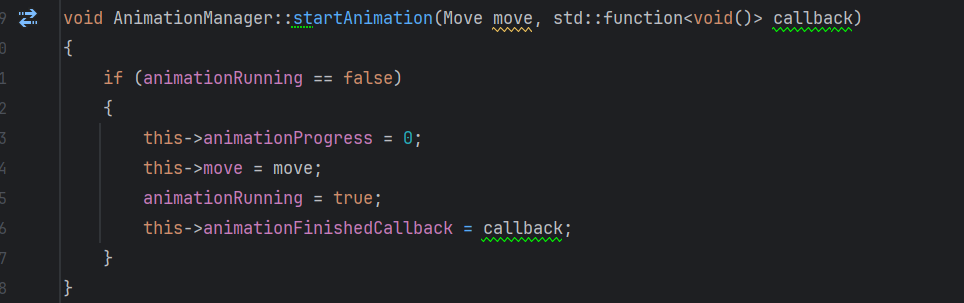 9 void AnimationManager::startAnimation(Move move, std::function<void()> callback)
0 {
1     if (animationRunning == false)
2     {
3         this->animationProgress = 0;
4         this->move = move;
5         animationRunning = true;
6         this->animationFinishedCallback = callback;
7     }
8 }